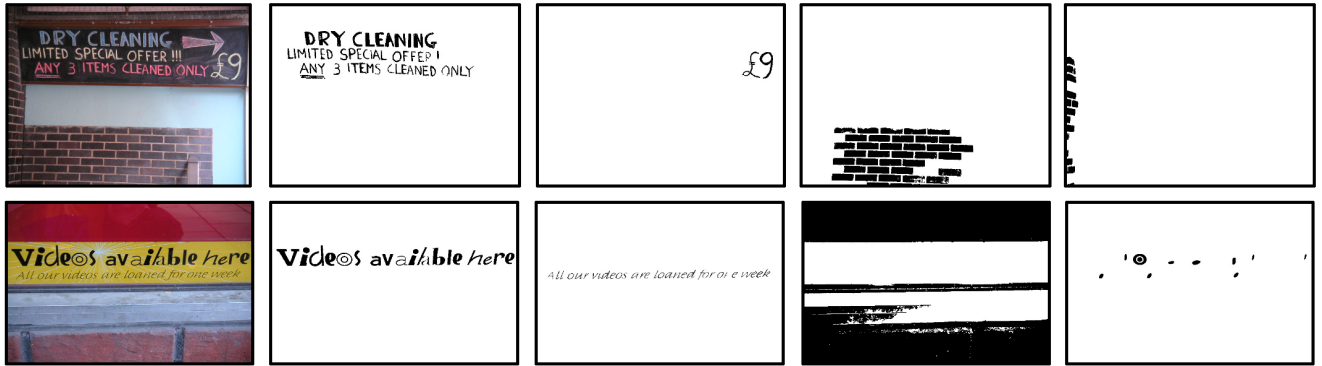 DRY CLEANING
LIMITED SPECIAL OFFER !!!
ANY 3 ITEMS CLEANED ONLY £9
DRY CLEANING
LIMITED SPECIAL OFFER !
ANY 3 ITEMS CLEANED ONLY
£9
Videos available here
All our videos are loaned for one week
Videos available here
All our videos are loaned for o e week